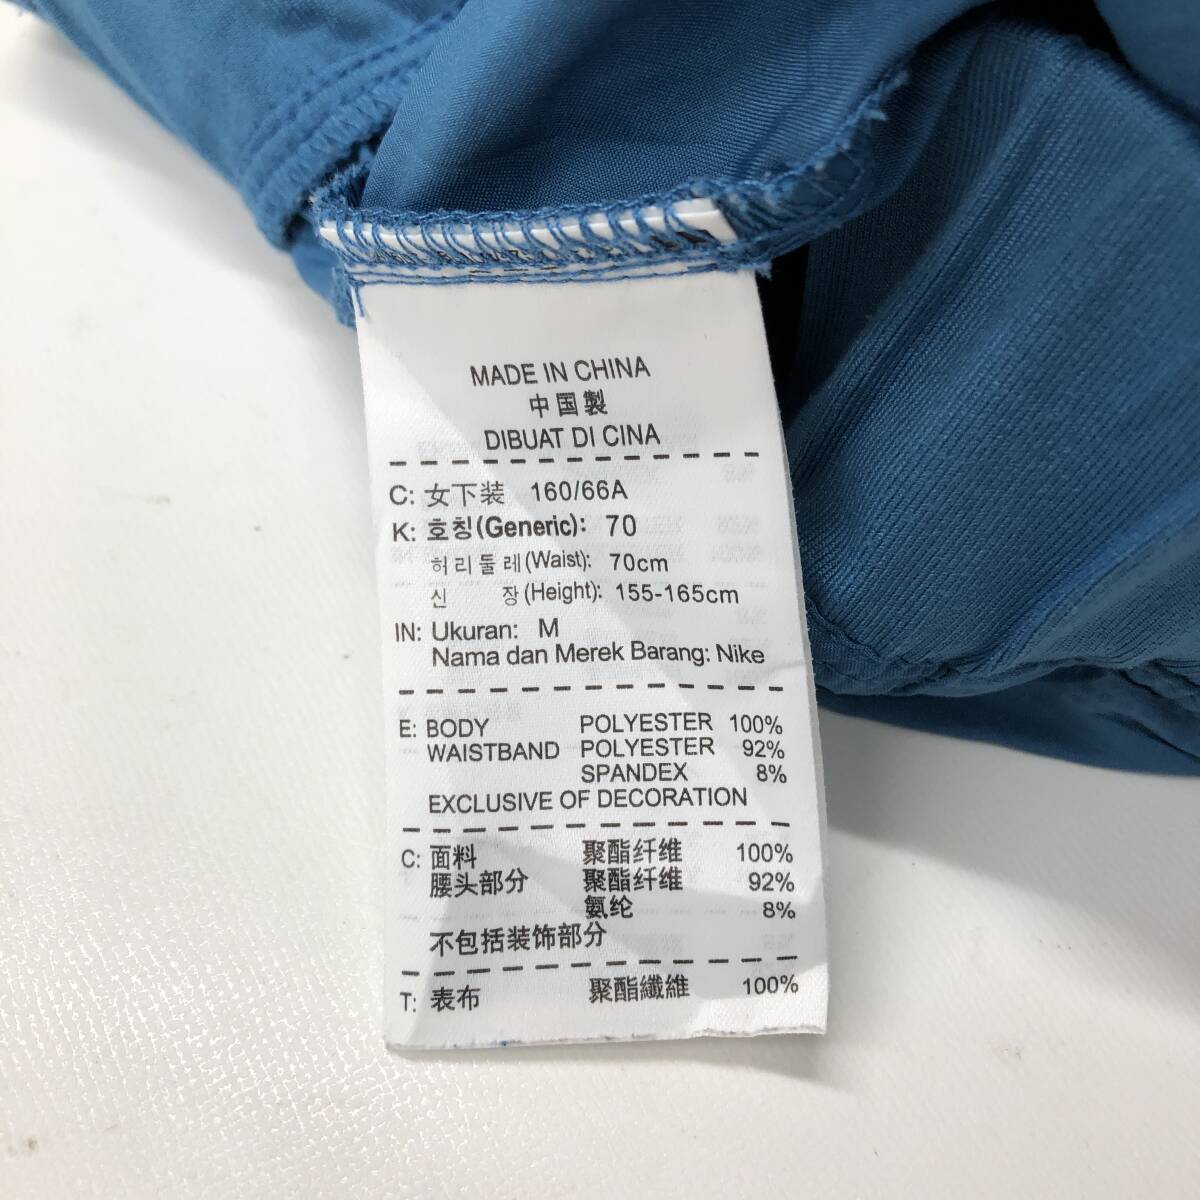 MADE IN CHINA
中国製
DIBUAT DI CINA
C: 女下装 160/66A
K: 호칭(Generic): 70
허리둘레(Waist): 70cm
신 장(Height): 155-165cm
IN: Ukuran: M
Nama dan Merek Barang: Nike
E: BODY POLYESTER 100%
WAISTBAND POLYESTER 92%
SPANDEX 8%
EXCLUSIVE OF DECORATION
C: 面料 聚酯纤维 100%
腰头部分 聚酯纤维 92%
氨纶 8%
不包括装饰部分
T: 表布 聚酯纖維 100%